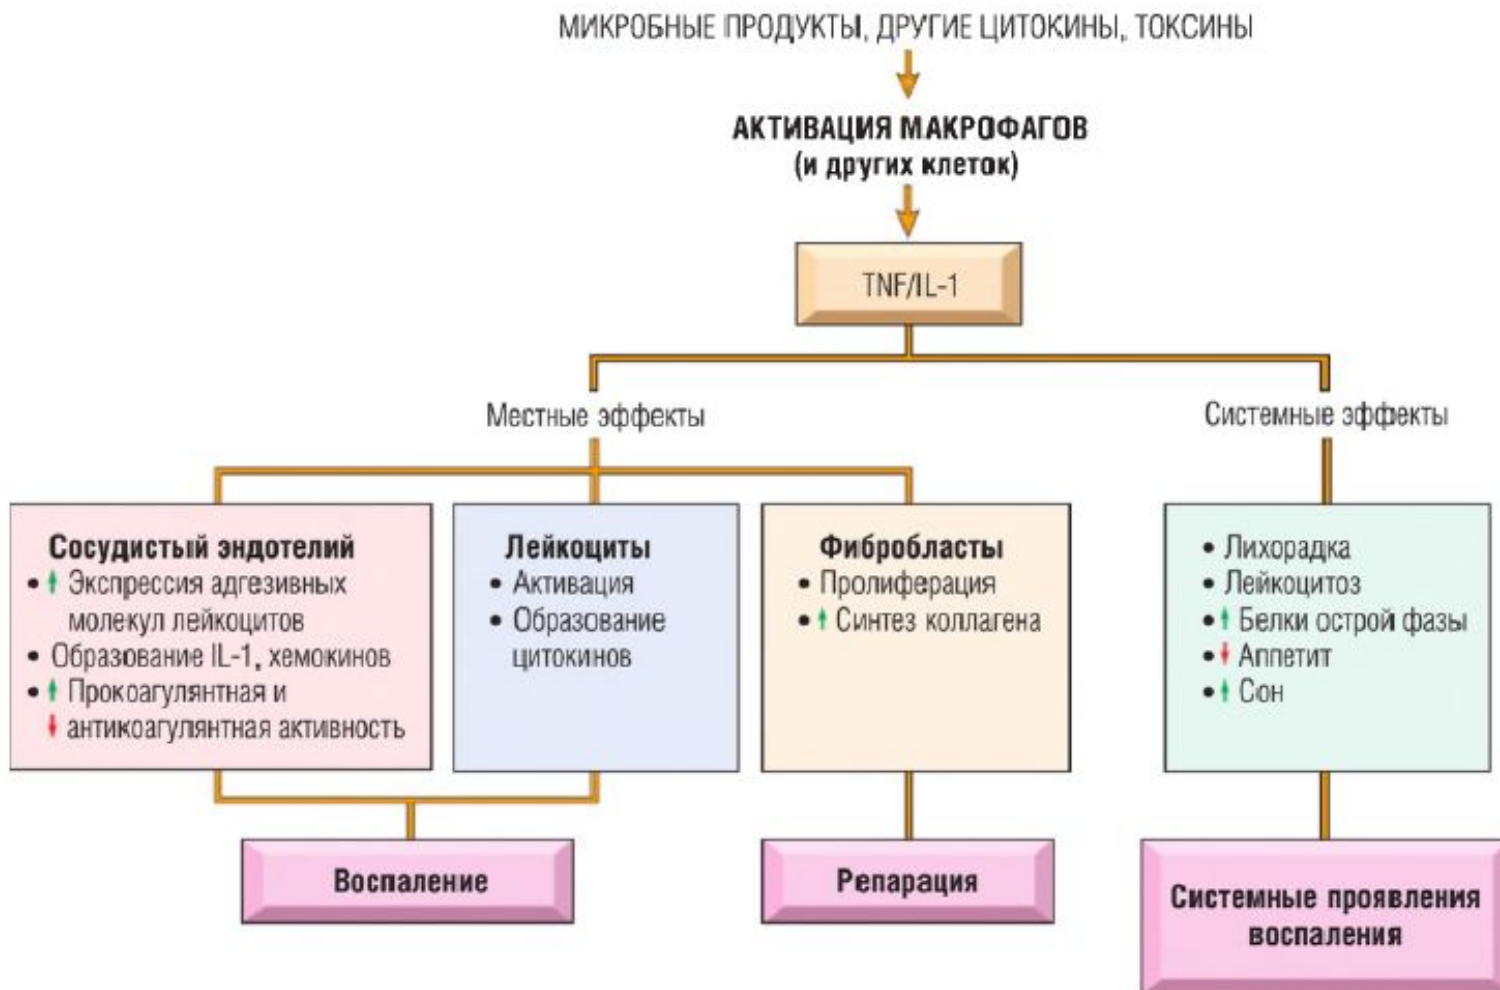 МИКРОБНЫЕ ПРОДУКТЫ, ДРУГИЕ ЦИТОКИНЫ, ТОКСИНЫ
АКТИВАЦИЯ МАКРОФАГОВ
(и других клеток)
TNF/IL-1
Местные эффекты
Системные эффекты
Сосудистый эндотелий
• ↑ Экспрессия адгезивных
молекул лейкоцитов
• Образование IL-1, хемокинов
• ↑ Прокоагулянтная и
↓ антикоагулянтная активность
Лейкоциты
• Активация
• Образование
цитокинов
Фибробласты
• Пролиферация
• ↑ Синтез коллагена
• Лихорадка
• Лейкоцитоз
• ↑ Белки острой фазы
• ↓ Аппетит
• ↑ Сон
Воспаление
Репарация
Системные проявления
воспаления